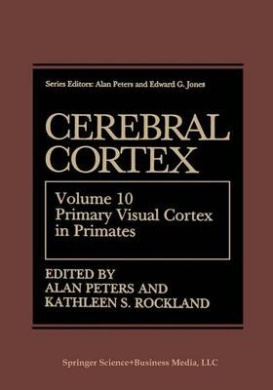 Series Editors: Alan Peters and Edward G. Jones
CEREBRAL
CORTEX
Volume 10
Primary Visual Cortex
in Primates
EDITED BY
ALAN PETERS AND
KATHLEEN S. ROCKLAND
Springer Science+Business Media, LLC